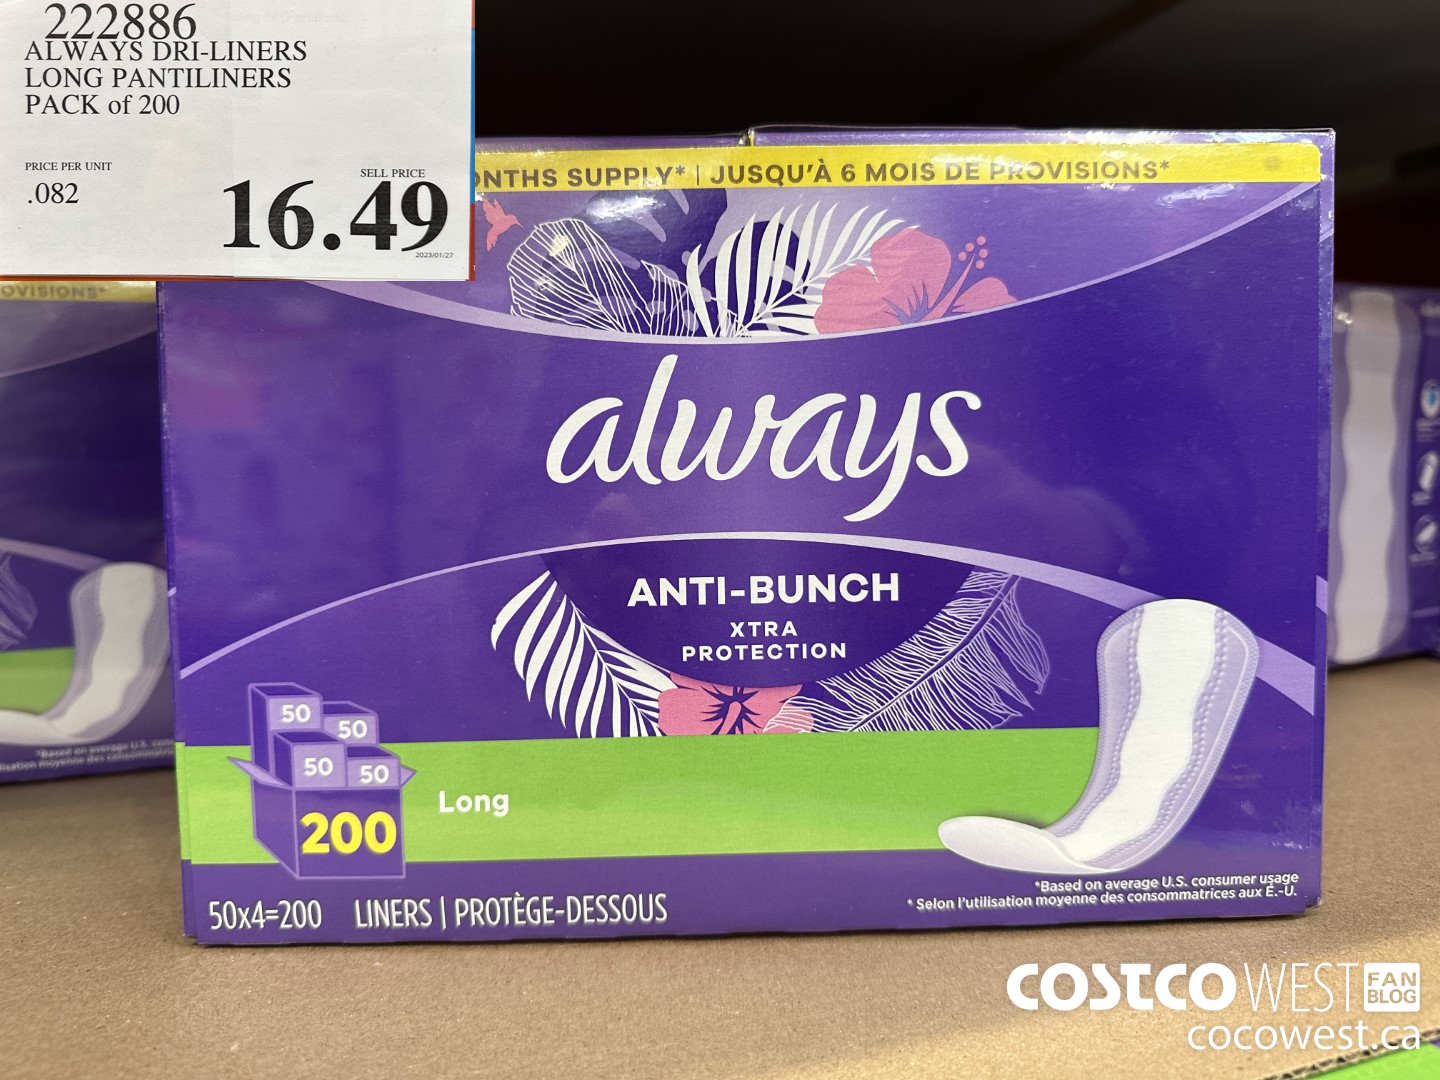 222886
ALWAYS DRI-LINERS
LONG PANTILINERS
PACK of 200
PRICE PER UNIT
.082
SELL PRICE
16.49
2023/01/27
SUPPLY* | JUSQU'À 6 MOIS DE PROVISIONS*
always
ANTI-BUNCH
XTRA
PROTECTION
50
50
50
50
200
Long
50x4=200 LINERS | PROTÈGE-DESSOUS
*Based on average U.S. consumer usage
* Selon l'utilisation moyenne des consommatrices aux É.-U.
COSTCO WEST FAN BLOG
cocowest.ca